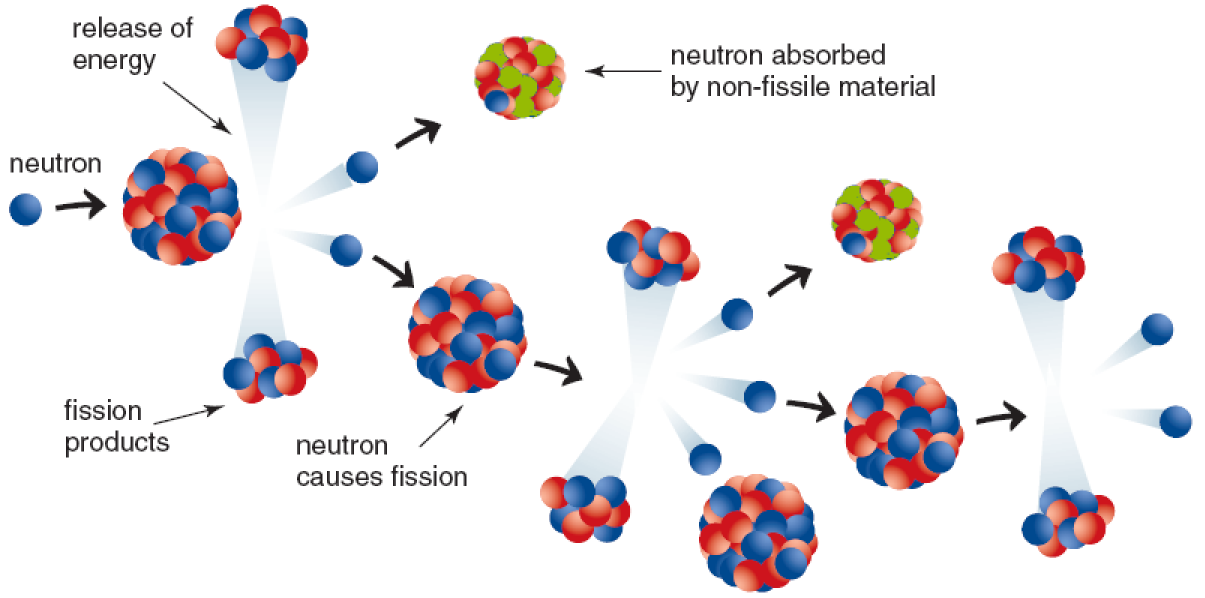 release of
energy
neutron absorbed
by non-fissile material
neutron
fission
products
neutron
causes fission